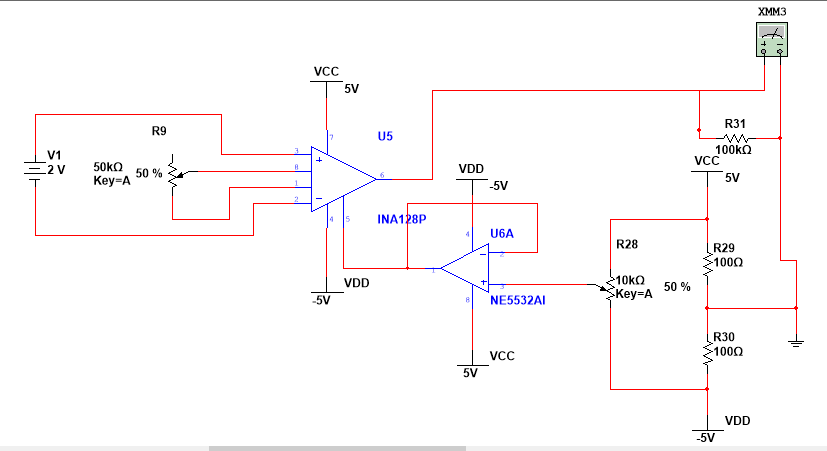 XMM3
VCC
5V
R9
V1
2 V
50kΩ
Key=A
50 %
U5
3
8
1
2
7
6
4
5
INA128P
VDD
-5V
VDD
-5V
U6A
4
2
1
3
8
NE5532AI
VCC
5V
R31
100kΩ
VCC
5V
R28
10kΩ
Key=A
50 %
R29
100Ω
R30
100Ω
VDD
-5V